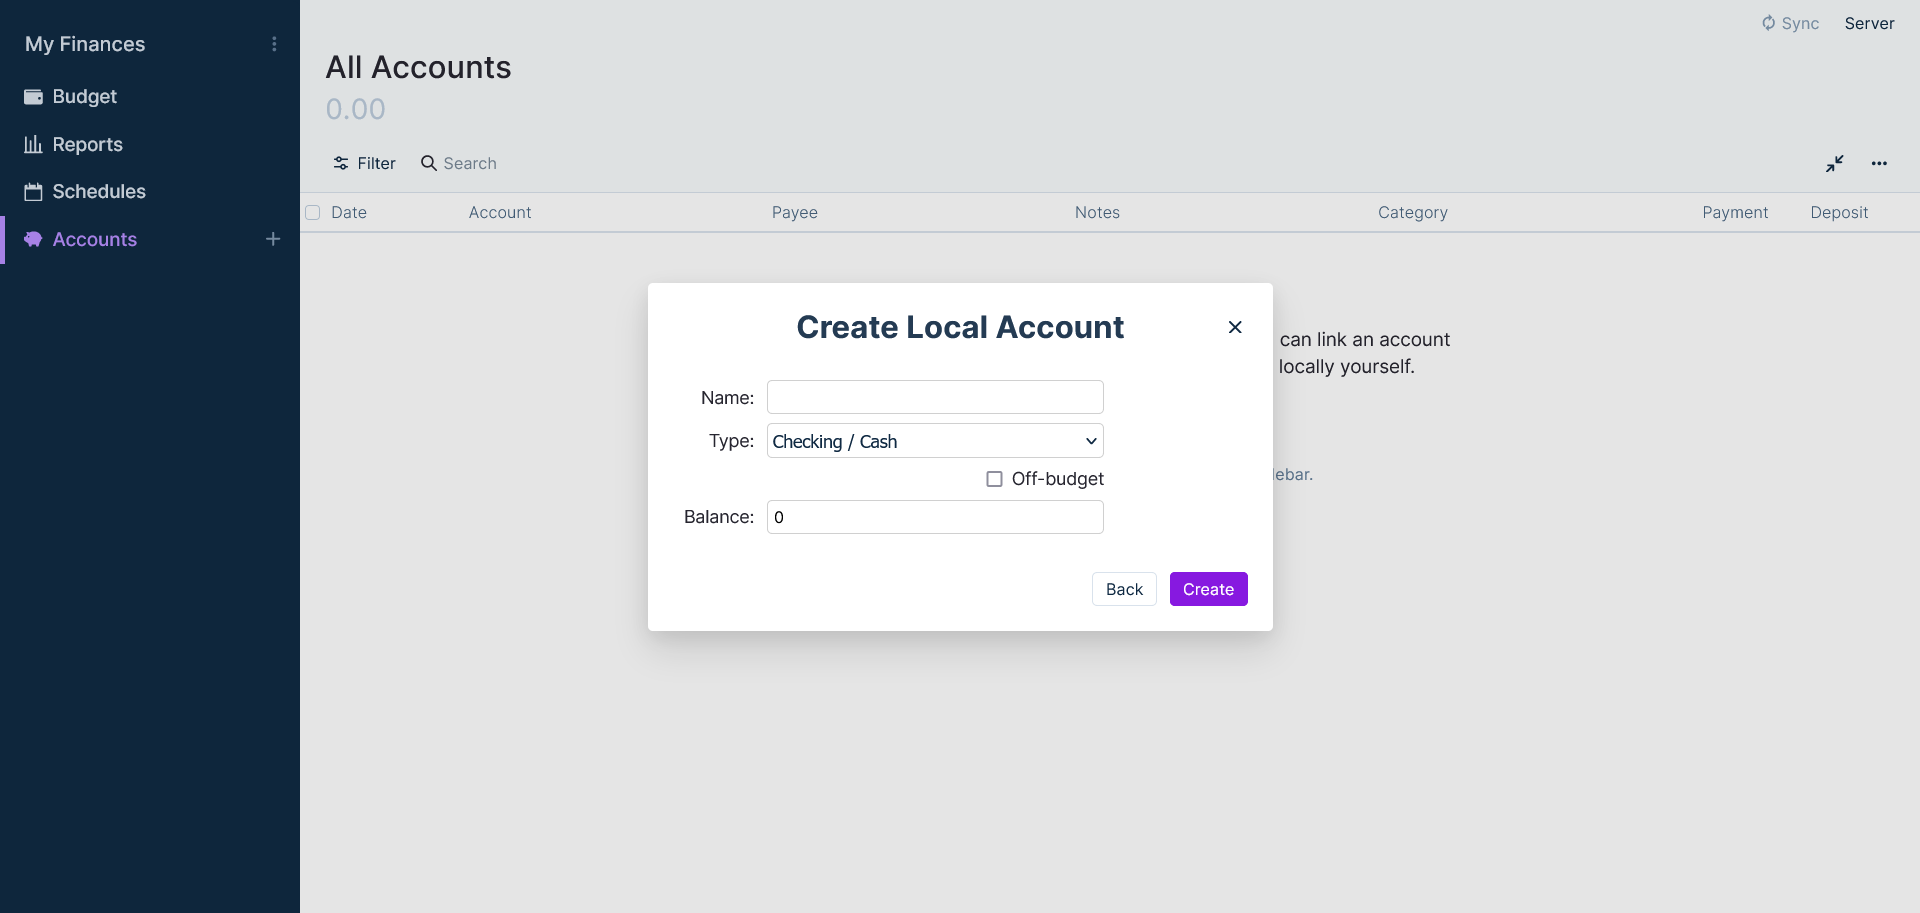 My Finances
Budget
Reports
Schedules
Accounts
Sync
Server
All Accounts
0.00
Filter
Search
Date Account Payee Notes Category Payment Deposit
can link an account
locally yourself.
Create Local Account
Name:
Type: Checking / Cash
Off-budget
Balance: 0
Back Create